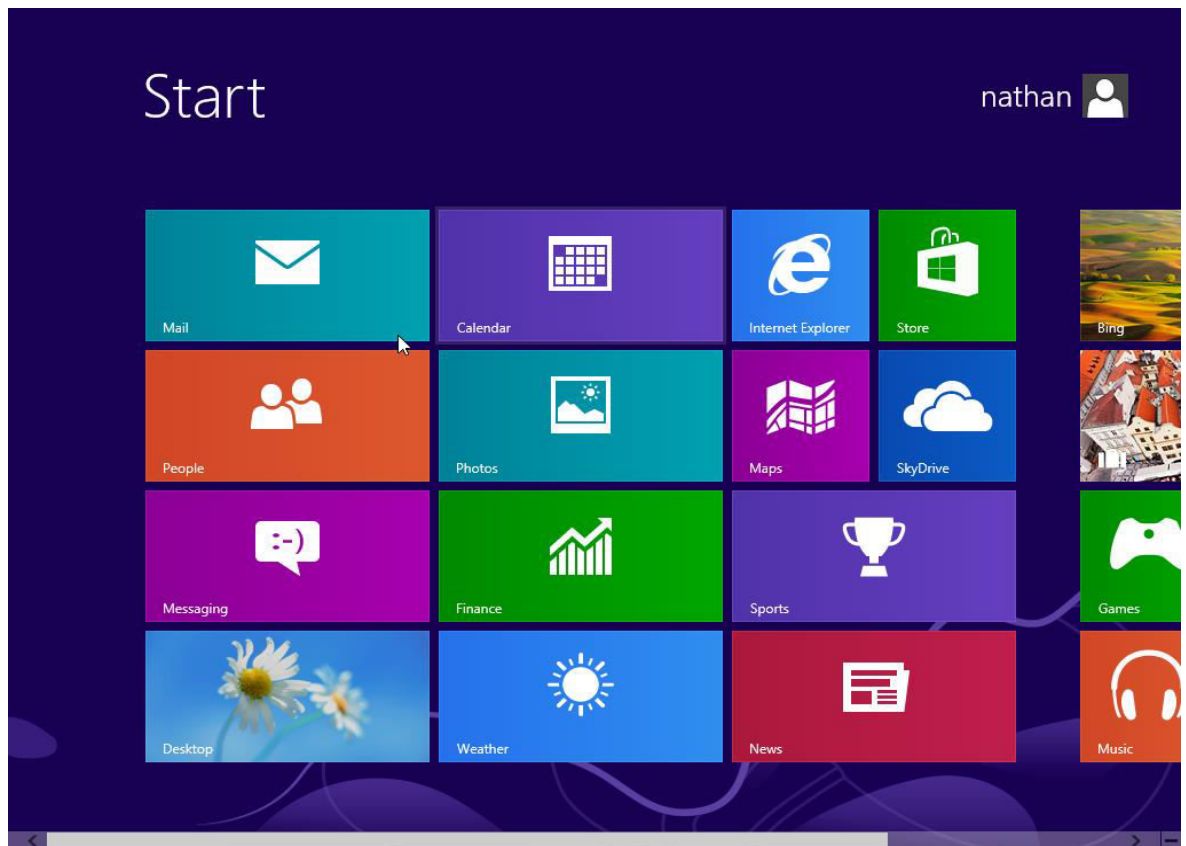 Start
nathan
Mail
Calendar
Internet Explorer
Store
Bing
People
Photos
Maps
SkyDrive
Messaging
:-)
Finance
Sports
Games
Desktop
Weather
News
Music